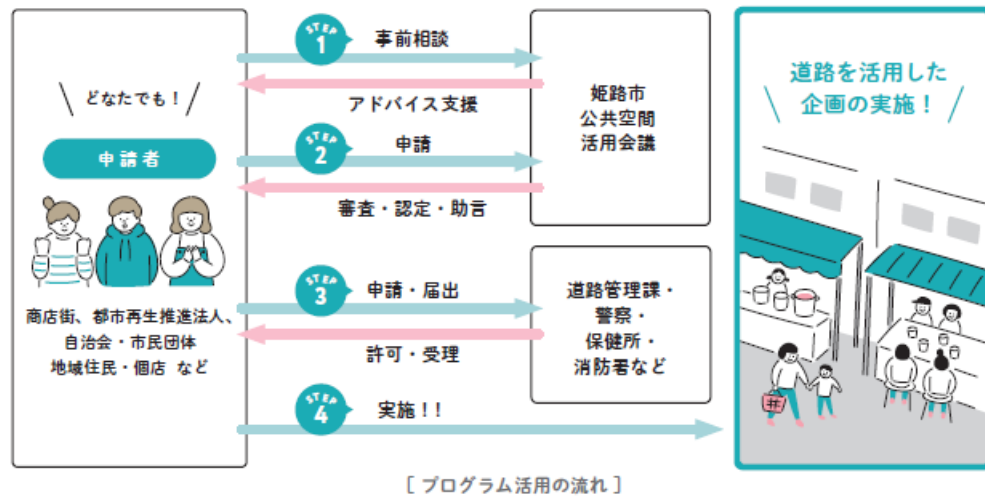 どなたでも！
申請者
商店街、都市再生推進法人、
自治会・市民団体
地域住民・個店 など
STEP
1
事前相談
アドバイス支援
STEP
2
申請
審査・認定・助言
姫路市
公共空間
活用会議
STEP
3
申請・届出
許可・受理
道路管理課・
警察・
保健所・
消防署など
STEP
4
実施！！
道路を活用した
企画の実施！
［ プログラム活用の流れ ］